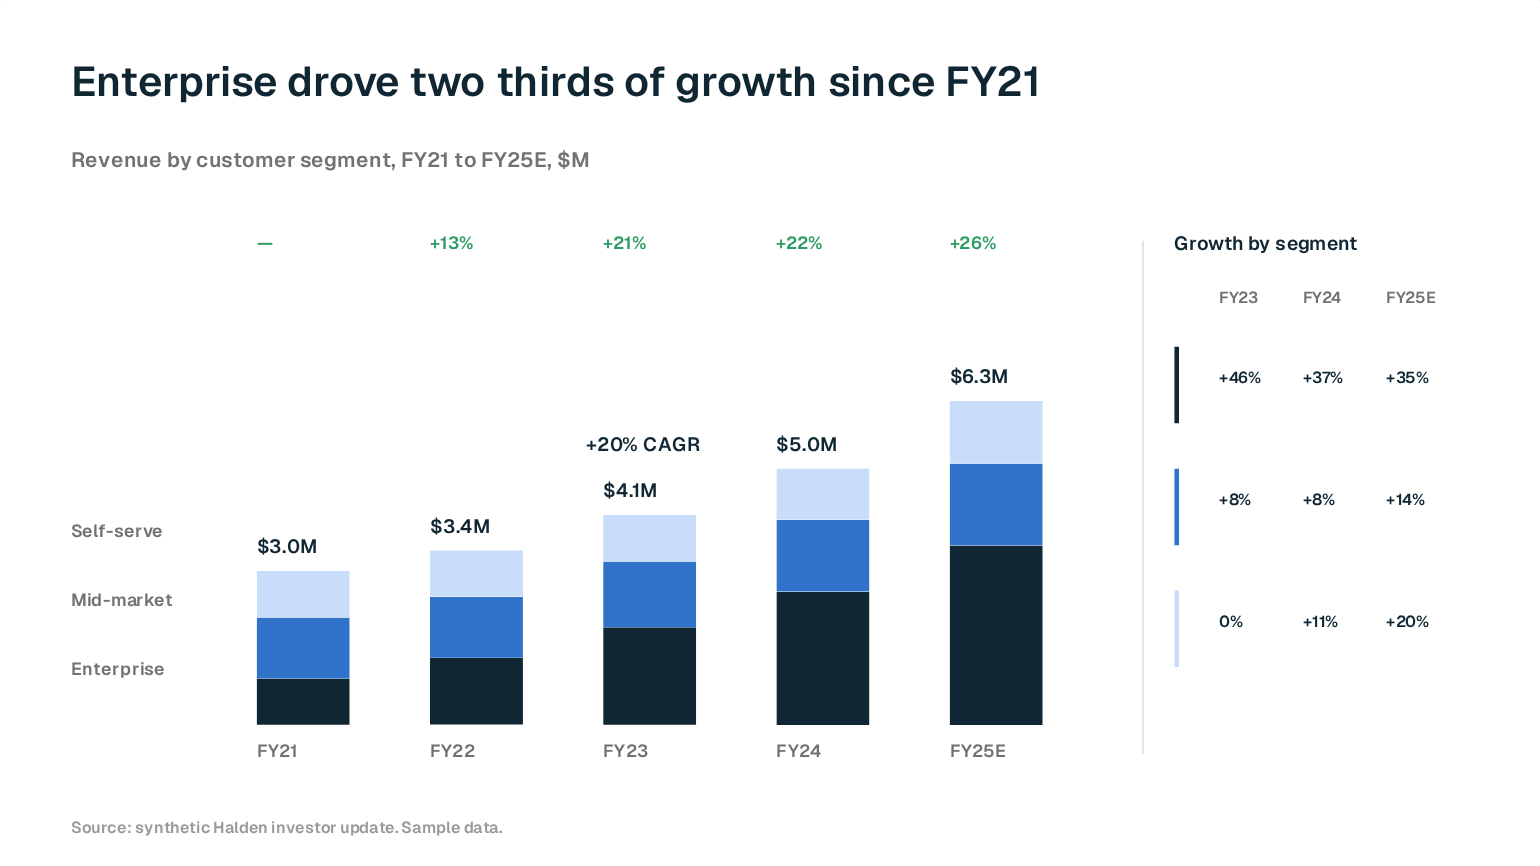 Enterprise drove two thirds of growth since FY21
Revenue by customer segment, FY21 to FY25E, $M
— +13% +21% +22% +26%
$6.3M
+20% CAGR
$5.0M
$4.1M
$3.4M
$3.0M
Self-serve
Mid-market
Enterprise
FY21 FY22 FY23 FY24 FY25E
Growth by segment
FY23 FY24 FY25E
+46% +37% +35%
+8% +8% +14%
0% +11% +20%
Source: synthetic Halden investor update. Sample data.